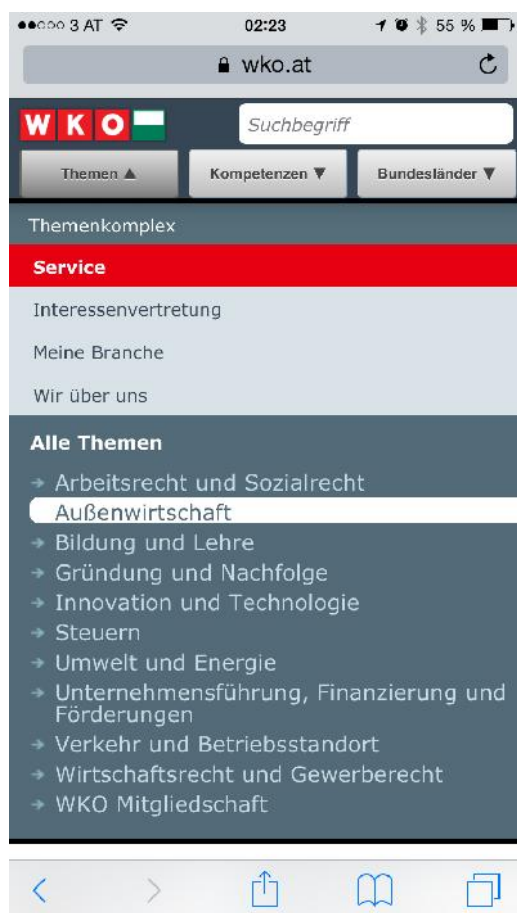 3 AT 02:23 55 %
wko.at
WKO Suchbegriff
Themen ▲ Kompetenzen ▼ Bundesländer ▼
Themenkomplex
Service
Interessenvertretung
Meine Branche
Wir über uns
Alle Themen
Arbeitsrecht und Sozialrecht
Außenwirtschaft
Bildung und Lehre
Gründung und Nachfolge
Innovation und Technologie
Steuern
Umwelt und Energie
Unternehmensführung, Finanzierung und
Förderungen
Verkehr und Betriebsstandort
Wirtschaftsrecht und Gewerberecht
WKO Mitgliedschaft